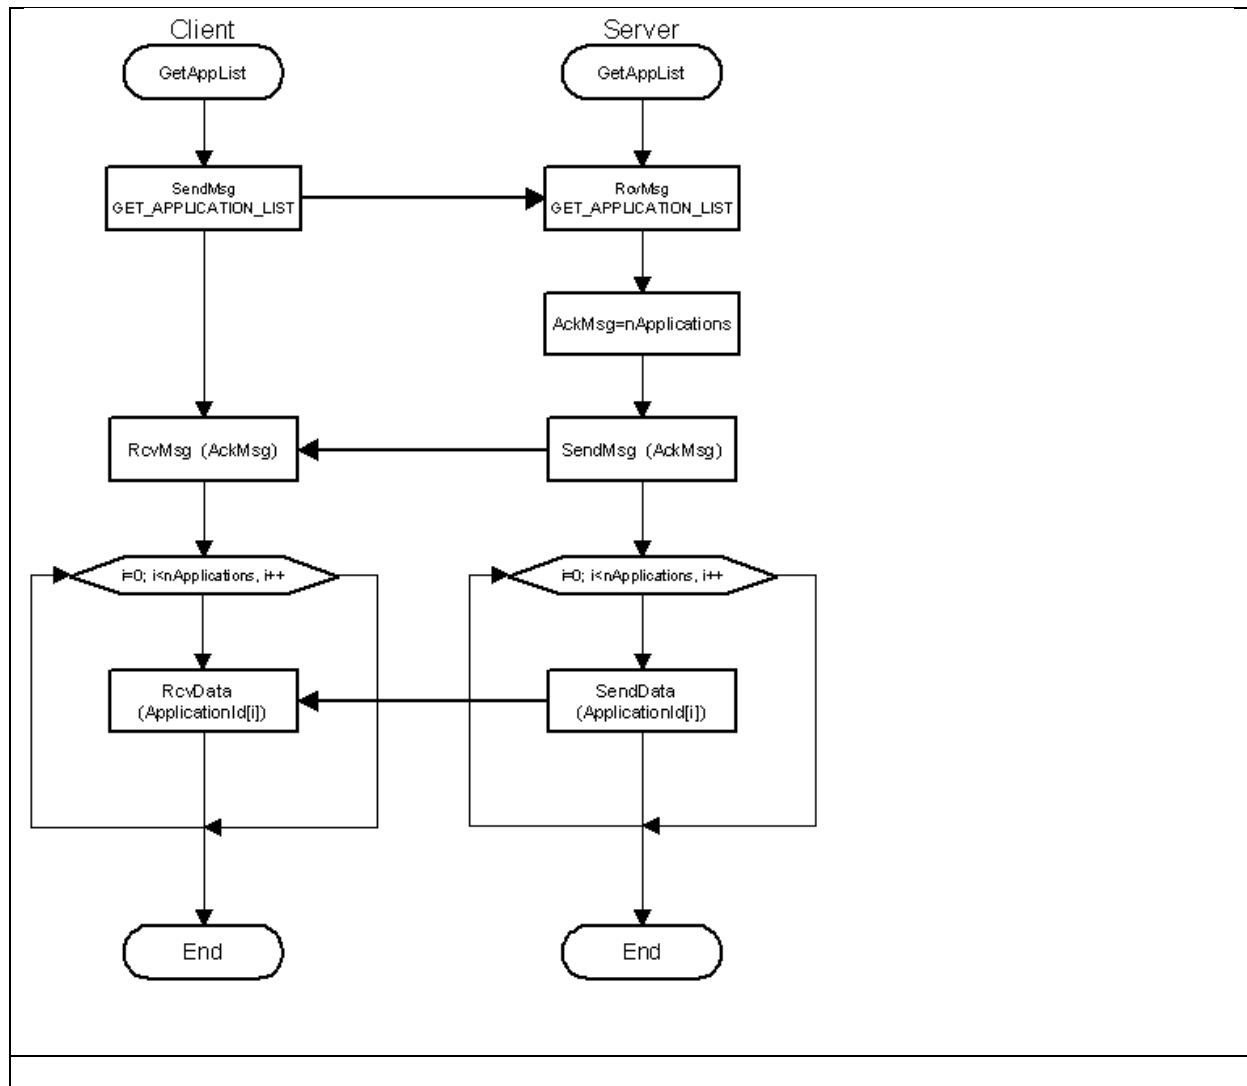 Client
Server
GetAppList
GetAppList
SendMsg
GET_APPLICATION_LIST
RcvMsg
GET_APPLICATION_LIST
AckMsg=nApplications
RcvMsg (AckMsg)
SendMsg (AckMsg)
i=0; i<nApplications, i++
i=0; i<nApplications, i++
RcvData
(ApplicationId[i])
SendData
(ApplicationId[i])
End
End